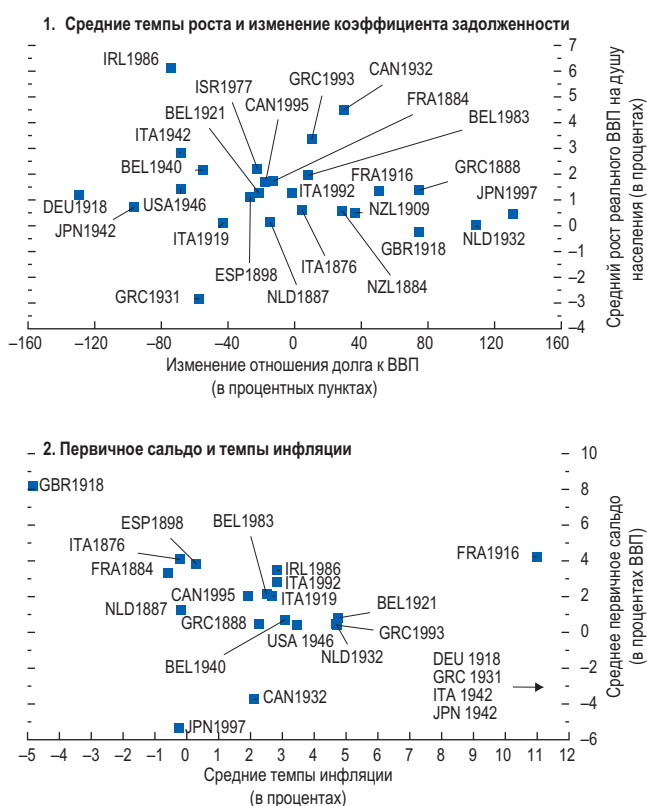 1. Средние темпы роста и изменение коэффициента задолженности
7
IRL1986
6
CAN1932
GRC1993
5
ISR1977
FRA1884
CAN1995
BEL1921
4
BEL1983
ITA1942
3
BEL1940
FRA1916
GRC1888
2
DEU1918
USA1946
ITA1992
JPN1997
1
JPN1942
NZL1909
0
ITA1919
GBR1918
NLD1932
–1
ESP1898
ITA1876
NZL1884
–2
GRC1931
NLD1887
–3
–4
–160 –120 –80 –40 0 40 80 120 160
Изменение отношения долга к ВВП
(в процентных пунктах)
Средний рост реального ВВП на душу
населения (в процентах)
2. Первичное сальдо и темпы инфляции
10
GBR1918
8
ESP1898
BEL1983
6
ITA1876
FRA1916
FRA1884
IRL1986
4
ITA1992
CAN1995
ITA1919
2
NLD1887
BEL1921
GRC1888
GRC1993
0
USA 1946
NLD1932
BEL1940
DEU 1918
–2
GRC 1931
CAN1932
ITA 1942
–4
JPN 1942
JPN1997
–6
–5 –4 –3 –2 –1 0 1 2 3 4 5 6 7 8 9 10 11 12
Средние темпы инфляции
(в процентах)
Среднее первичное сальдо
(в процентах ВВП)